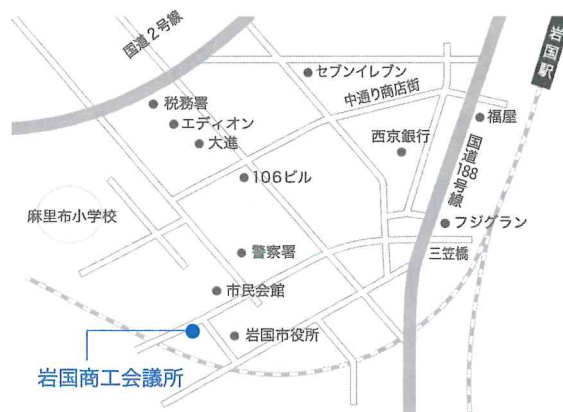 国道2号線
岩国駅
セブンイレブン
中通り商店街
税務署
エディオン
大進
福屋
西京銀行
国道188号線
106ビル
麻里布小学校
フジグラン
三笠橋
警察署
市民会館
岩国市役所
岩国商工会議所